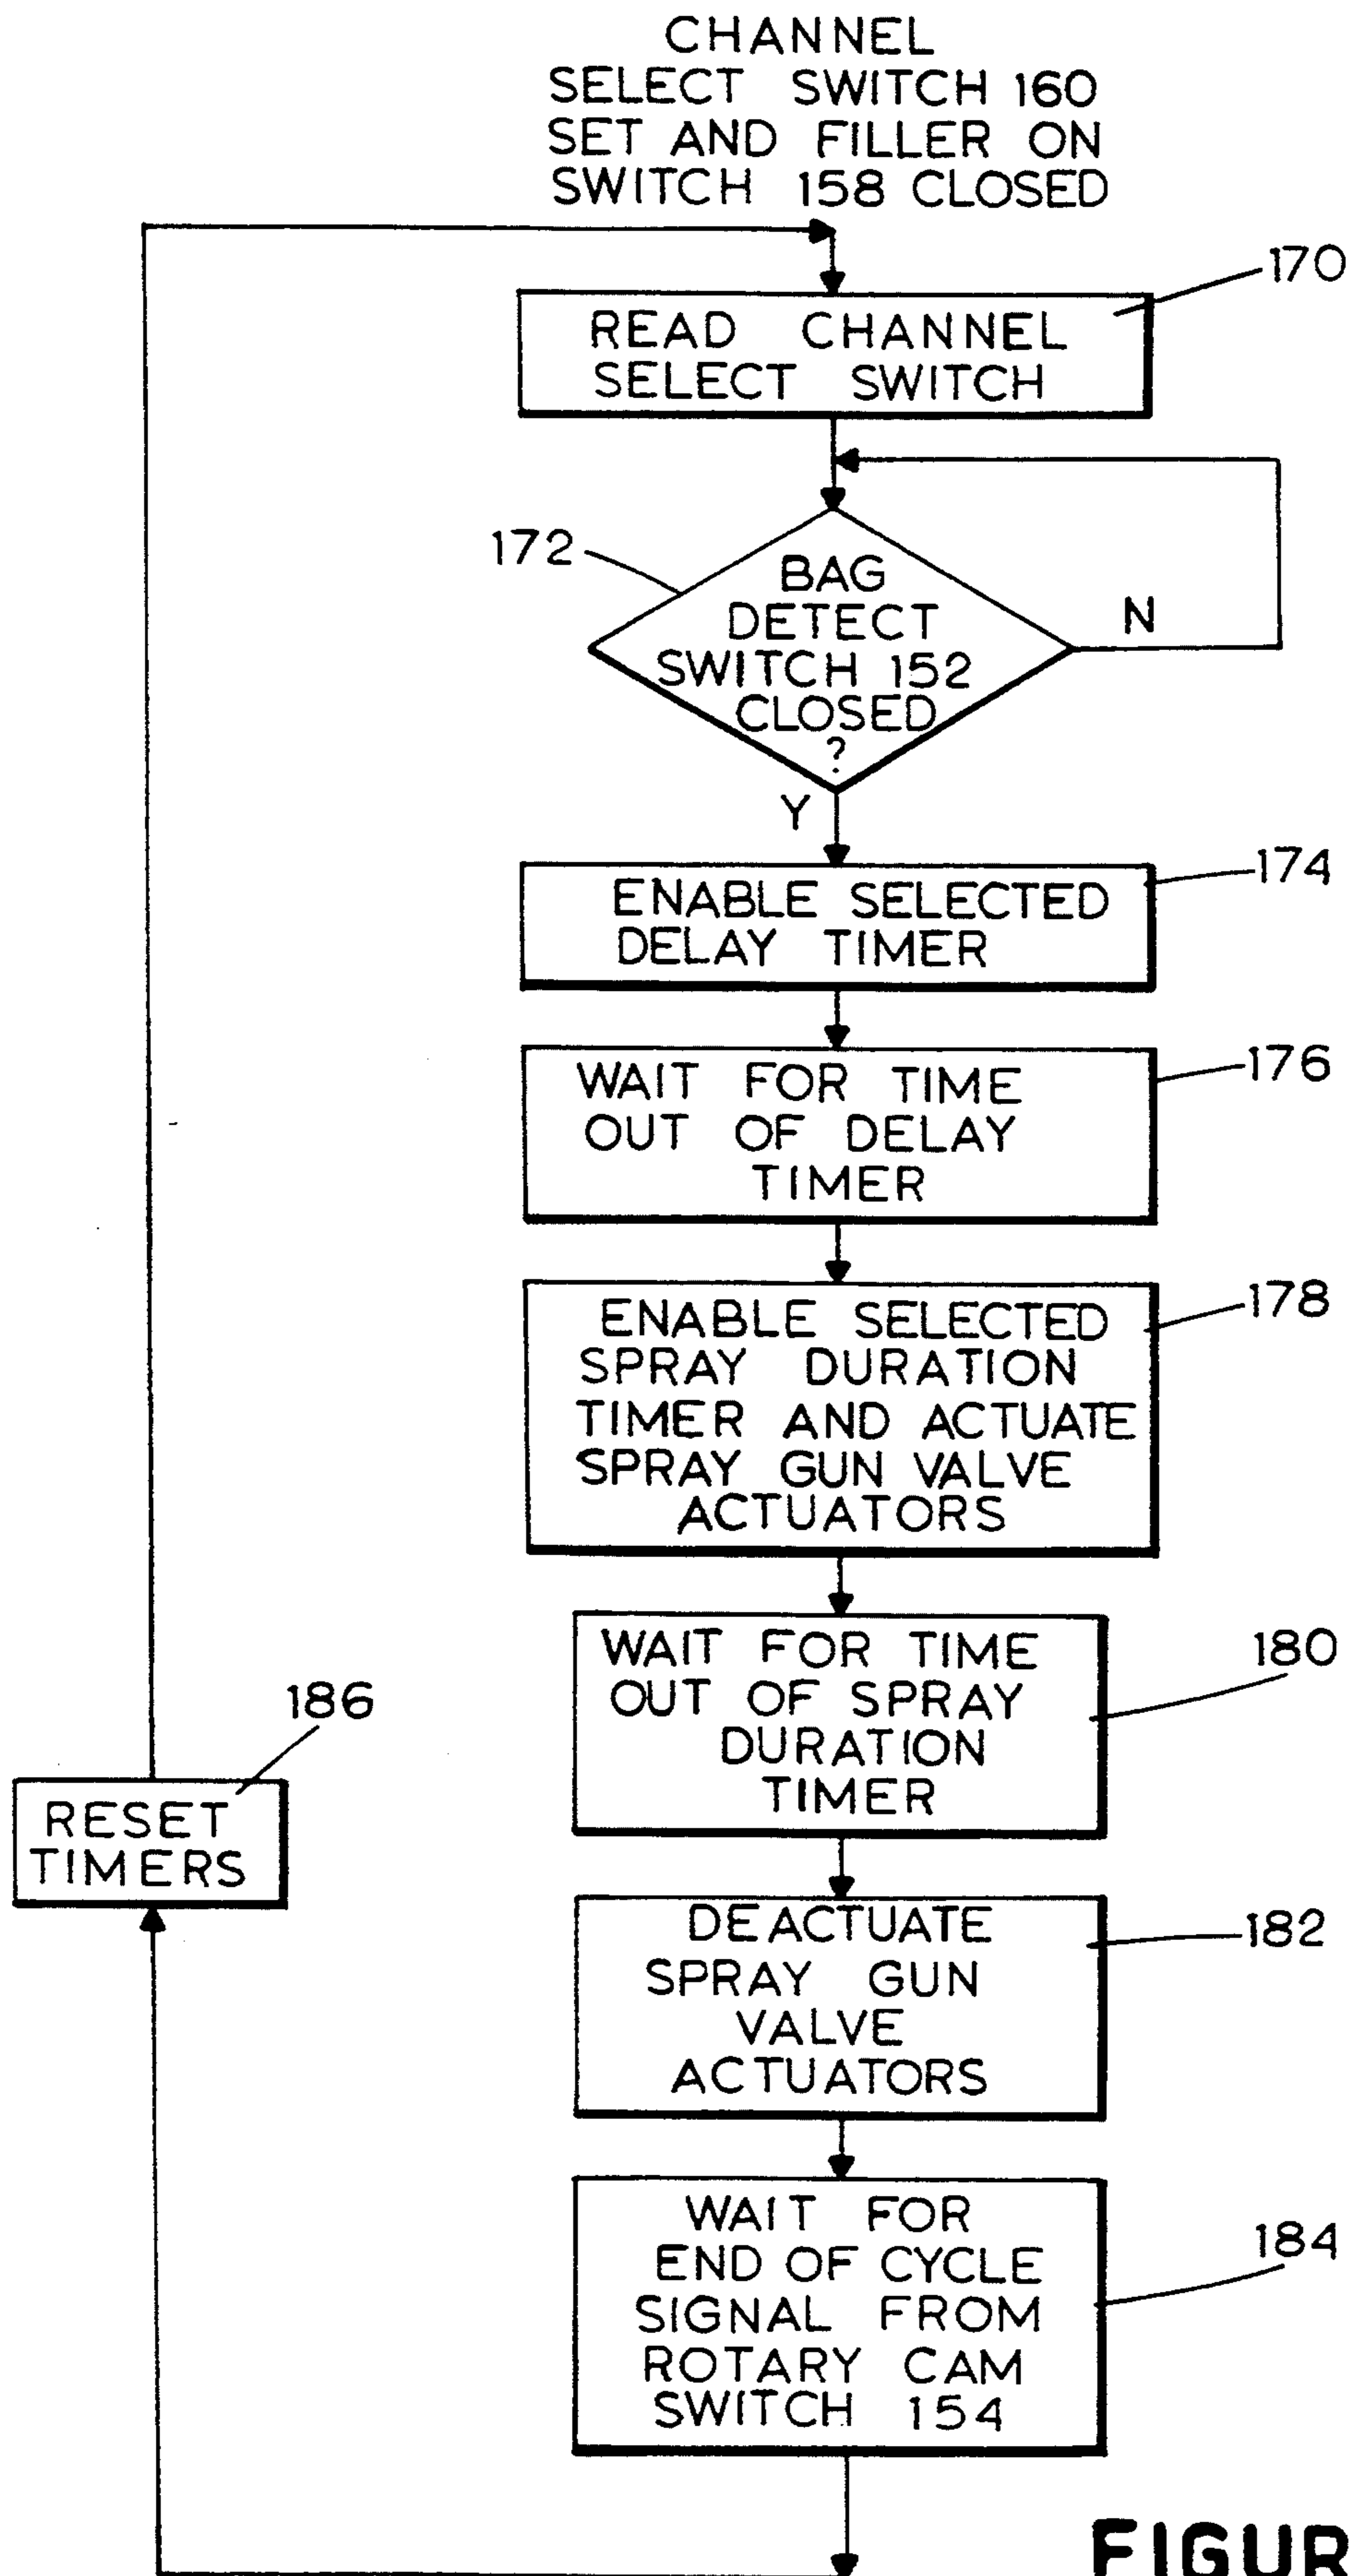 CHANNEL
SELECT SWITCH 160
SET AND FILLER ON
SWITCH 158 CLOSED
170
READ CHANNEL
SELECT SWITCH
172
BAG
DETECT
SWITCH 152
CLOSED
?
N
Y
174
ENABLE SELECTED
DELAY TIMER
176
WAIT FOR TIME
OUT OF DELAY
TIMER
178
ENABLE SELECTED
SPRAY DURATION
TIMER AND ACTUATE
SPRAY GUN VALVE
ACTUATORS
180
WAIT FOR TIME
OUT OF SPRAY
DURATION
TIMER
186
RESET
TIMERS
182
DEACTUATE
SPRAY GUN
VALVE
ACTUATORS
184
WAIT FOR
END OF CYCLE
SIGNAL FROM
ROTARY CAM
SWITCH 154
FIGUR